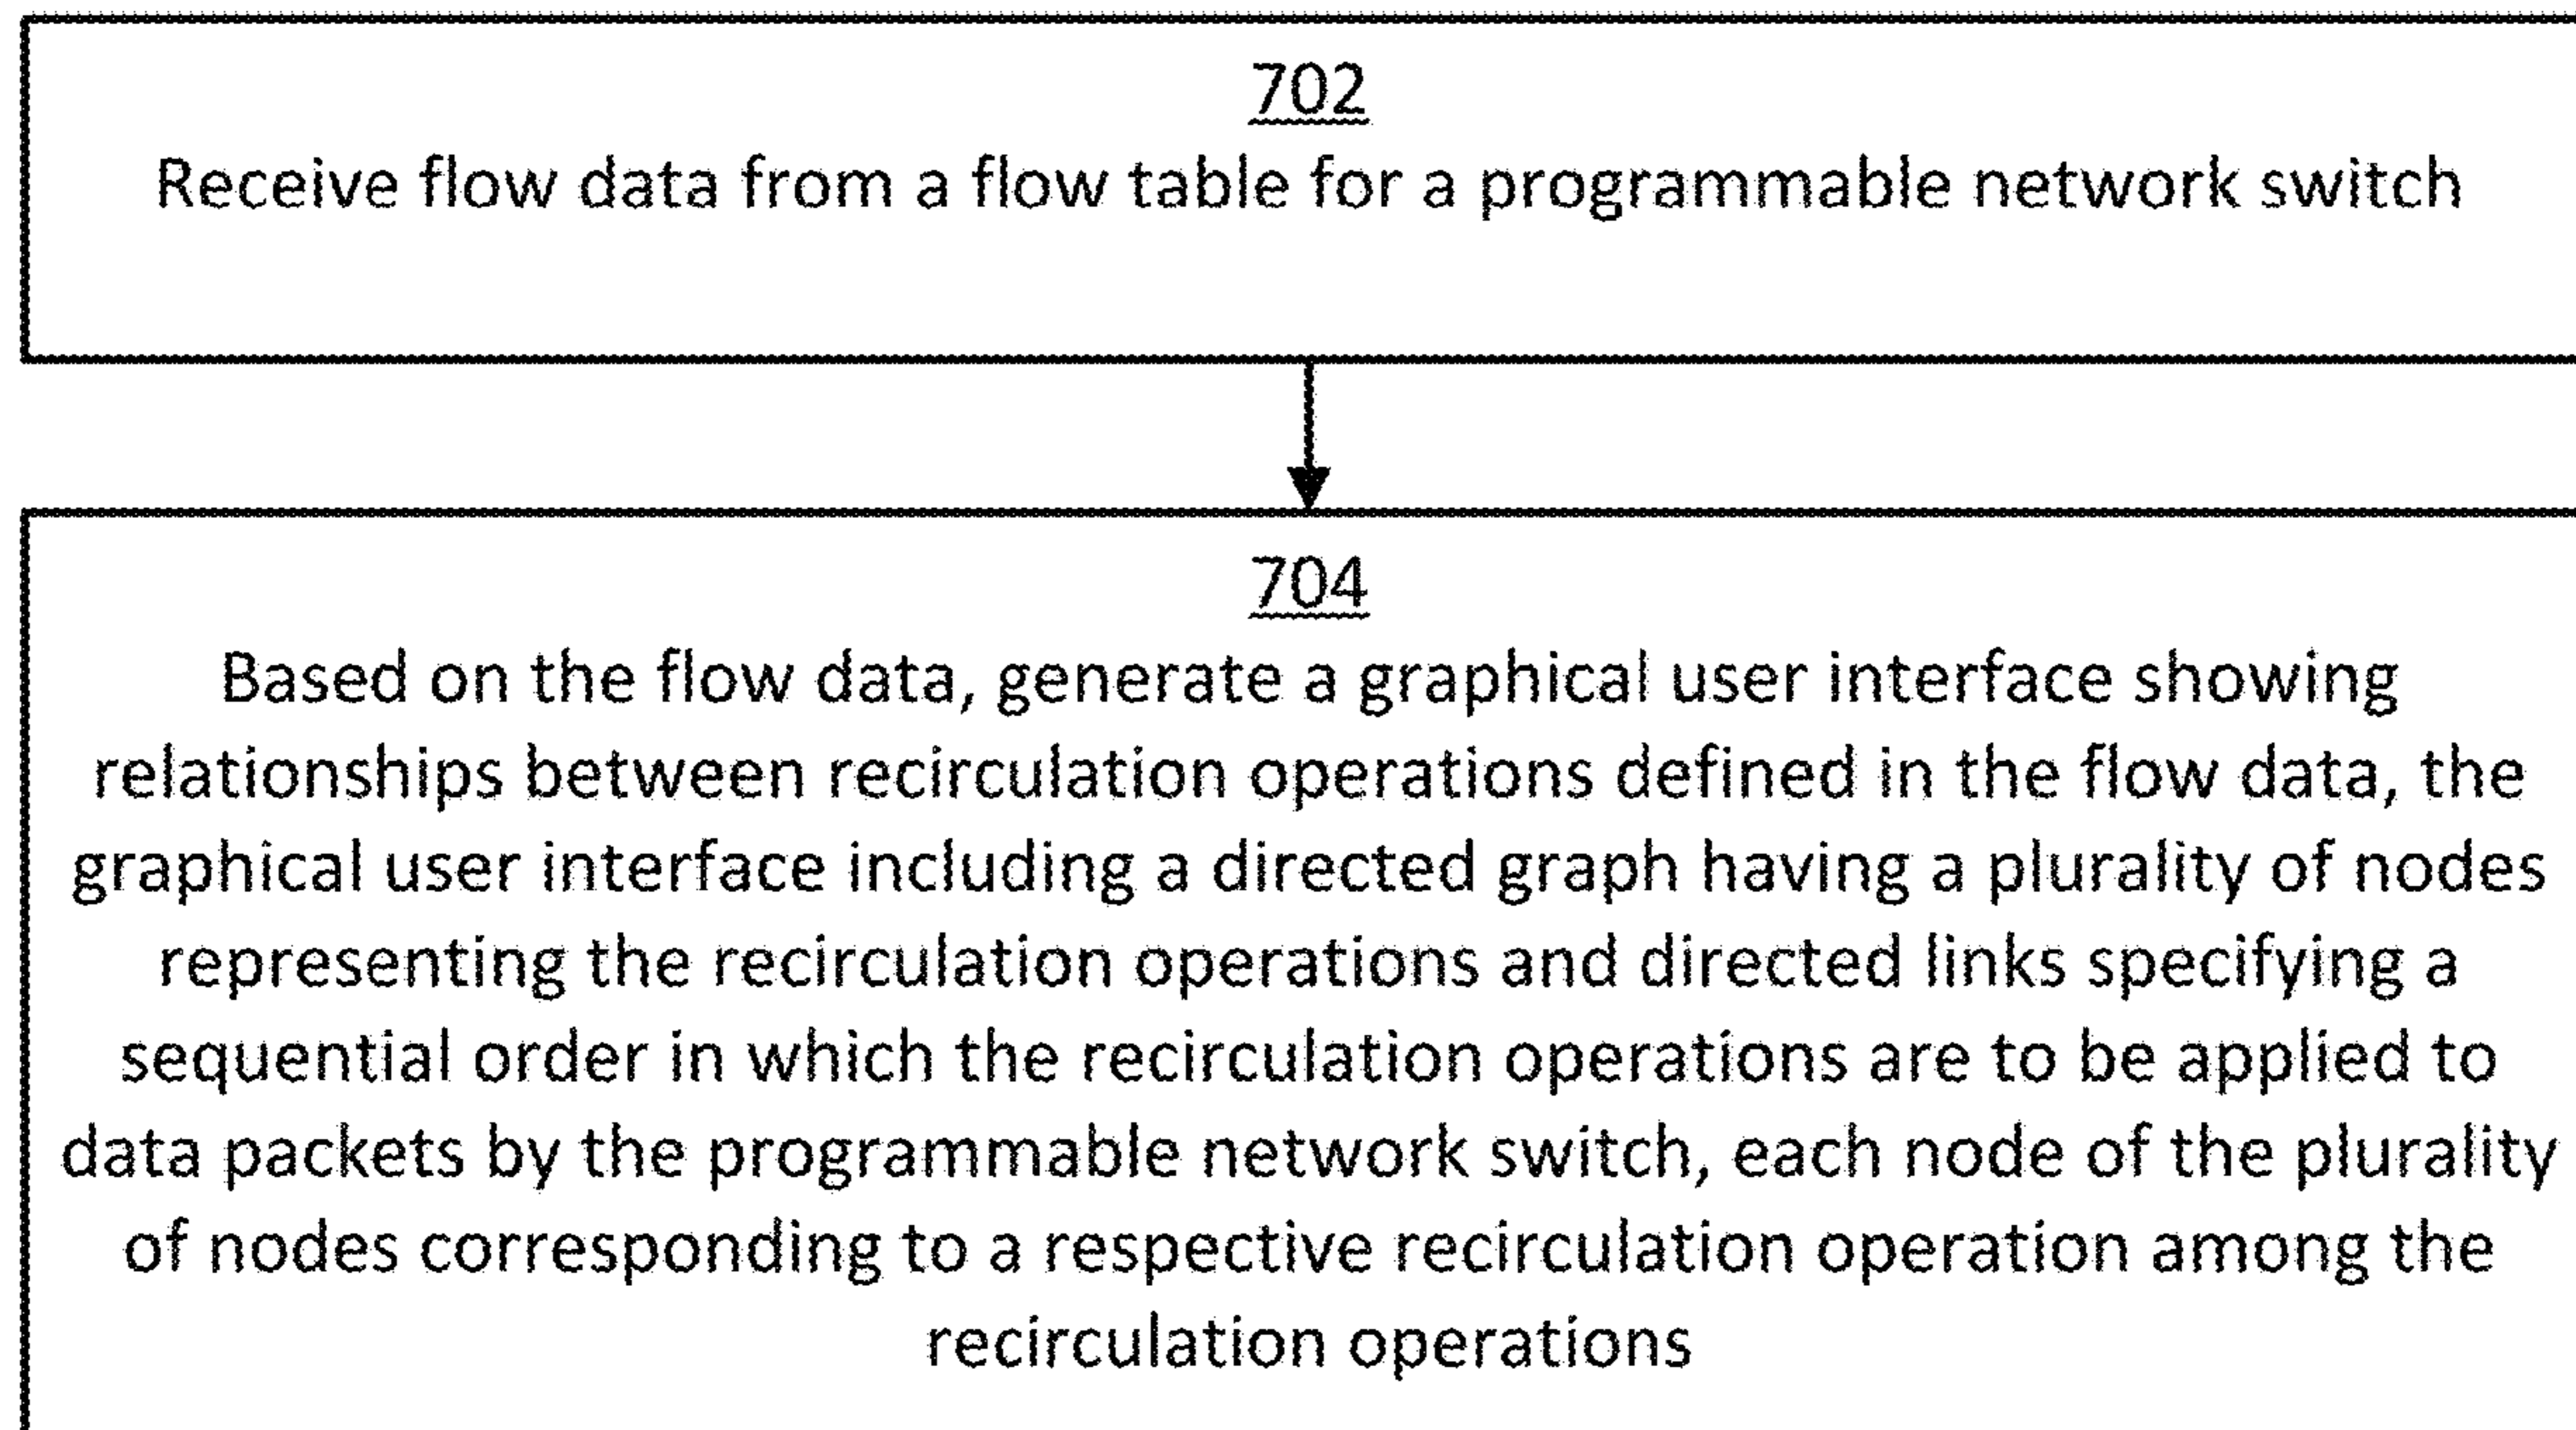 702
Receive flow data from a flow table for a programmable network switch
704
Based on the flow data, generate a graphical user interface showing
relationships between recirculation operations defined in the flow data, the
graphical user interface including a directed graph having a plurality of nodes
representing the recirculation operations and directed links specifying a
sequential order in which the recirculation operations are to be applied to
data packets by the programmable network switch, each node of the plurality
of nodes corresponding to a respective recirculation operation among the
recirculation operations